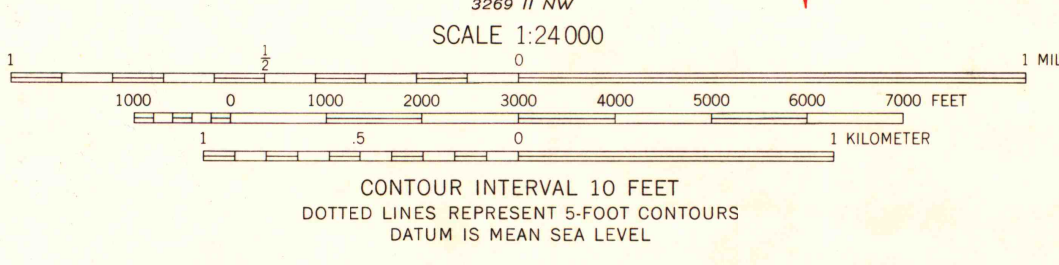 3269 II NW
SCALE 1:24 000
1 1/2 0 1 MIL
1000 0 1000 2000 3000 4000 5000 6000 7000 FEET
1 .5 0 1 KILOMETER
CONTOUR INTERVAL 10 FEET
DOTTED LINES REPRESENT 5-FOOT CONTOURS
DATUM IS MEAN SEA LEVEL